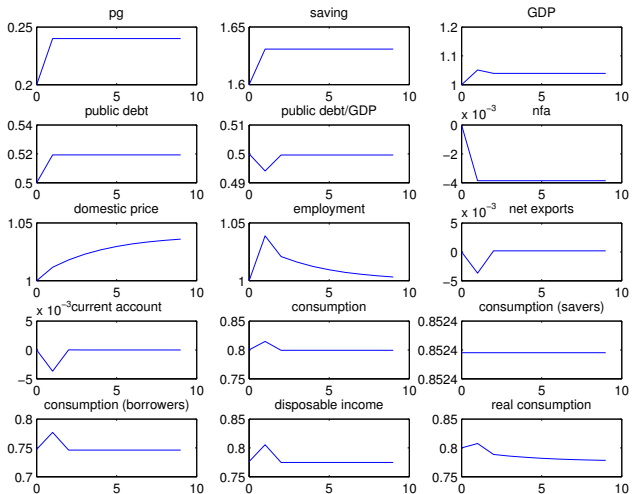 pg saving GDP
0.25 1.65 1.2
1.1
0.2 1.6 1
0 5 10 0 5 10 0 5 10
public debt public debt/GDP nfa
x 10⁻³
0.54 0.51 0
0.52 0.5 −2
0.5 0.49 −4
0 5 10 0 5 10 0 5 10
domestic price employment net exports
x 10⁻³
1.05 1.05 5
0
1 1 −5
0 5 10 0 5 10 0 5 10
x 10⁻³ current account consumption consumption (savers)
5 0.85 0.8524
0 0.8 0.8524
−5 0.75 0.8524
0 5 10 0 5 10 0 5 10
consumption (borrowers) disposable income real consumption
0.8 0.85 0.85
0.75 0.8 0.8
0.7 0.75 0.75
0 5 10 0 5 10 0 5 10